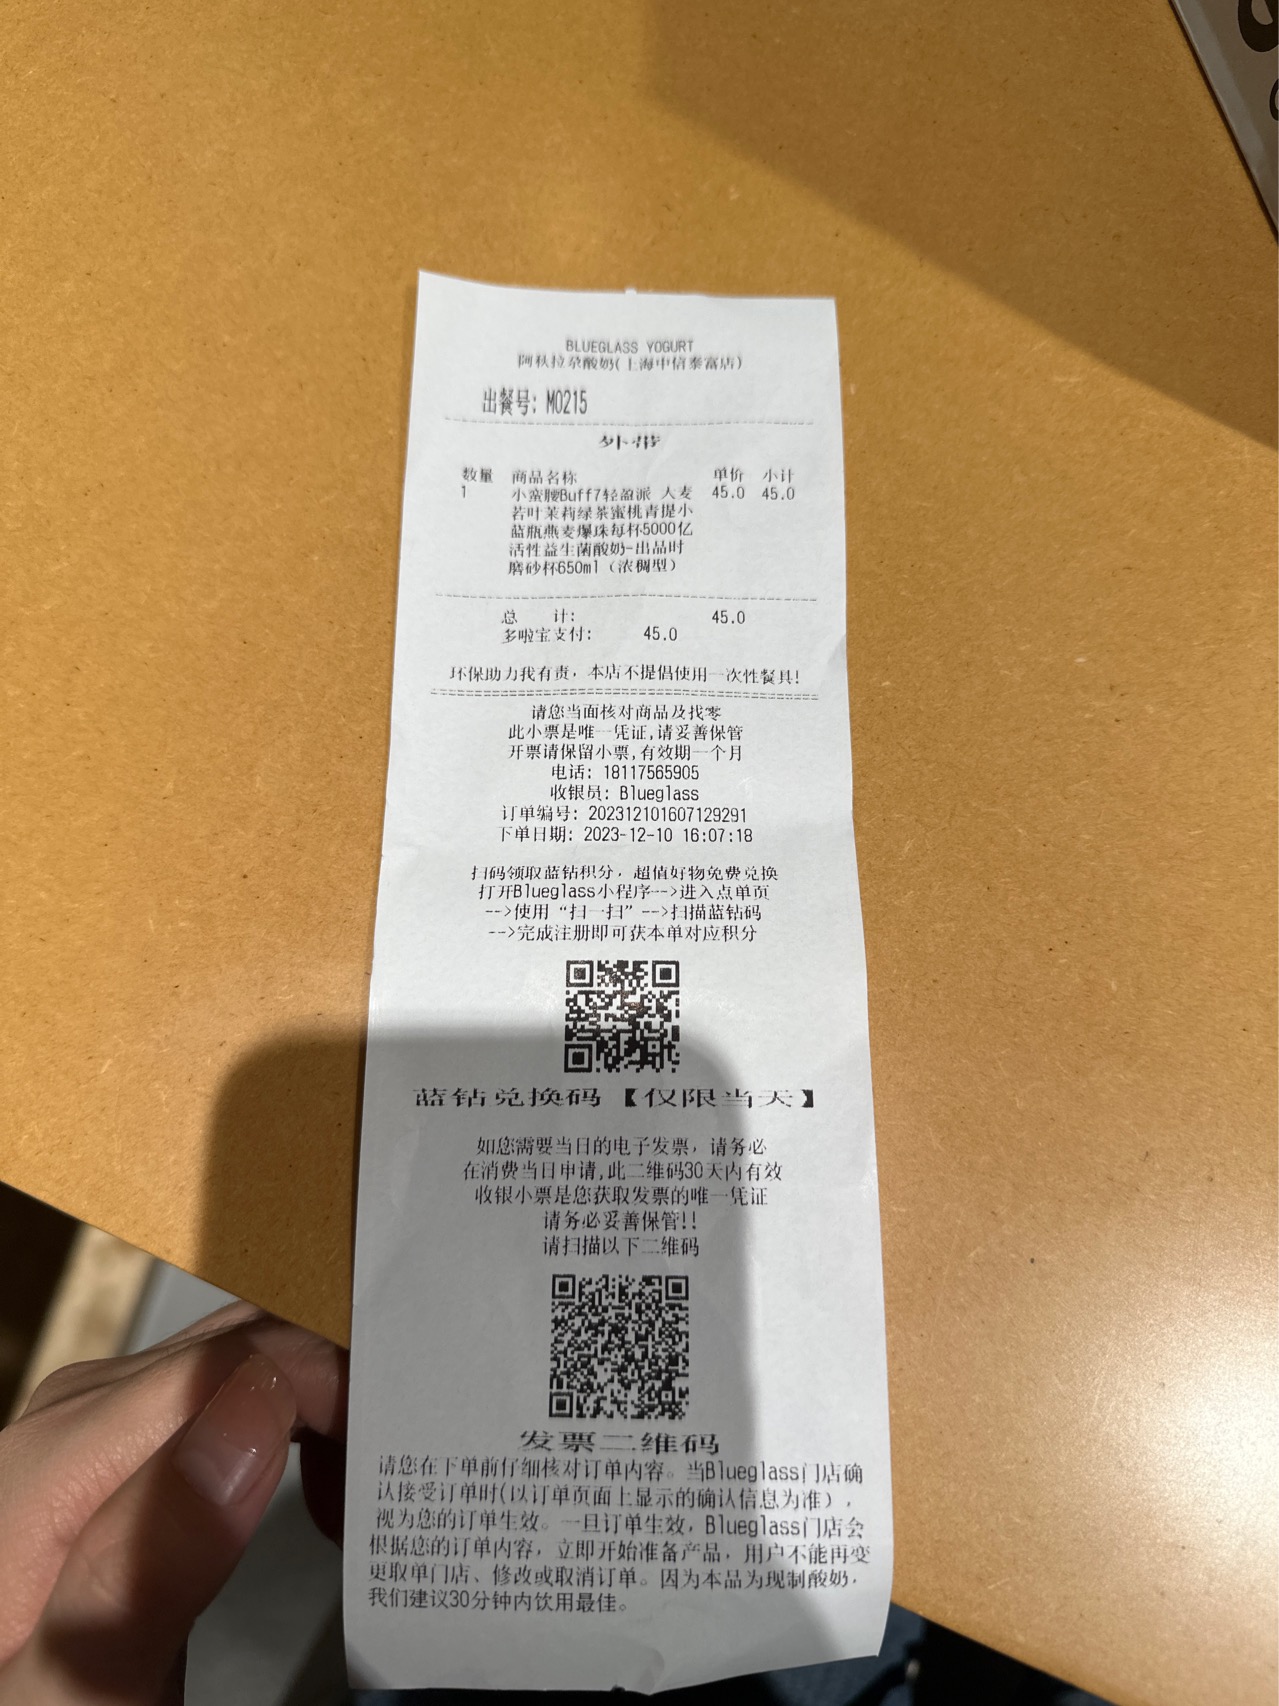 BLUEGLASS YOGURT
阿秋拉尕酸奶(上海中信泰富店)
出餐号: M0215
外带
数量 商品名称 单价 小计
1 小蛮腰Buff7轻盈派 大麦 45.0 45.0
若叶茉莉绿茶蜜桃青提小
蓝瓶燕麦爆珠每杯5000亿
活性益生菌酸奶-出品时
磨砂杯650ml（浓稠型）
总 计: 45.0
多啦宝支付: 45.0
环保助力我有责，本店不提倡使用一次性餐具!
请您当面核对商品及找零
此小票是唯一凭证,请妥善保管
开票请保留小票,有效期一个月
电话: 18117565905
收银员: Blueglass
订单编号: 202312101607129291
下单日期: 2023-12-10 16:07:18
扫码领取蓝钻积分，超值好物免费兑换
打开Blueglass小程序-->进入点单页
-->使用“扫一扫”-->扫描蓝钻码
-->完成注册即可获本单对应积分
蓝钻兑换码【仅限当天】
如您需要当日的电子发票，请务必
在消费当日申请,此二维码30天内有效
收银小票是您获取发票的唯一凭证
请务必妥善保管!!
请扫描以下二维码
发票二维码
请您在下单前仔细核对订单内容。当Blueglass门店确
认接受订单时(以订单页面上显示的确认信息为准)，
视为您的订单生效。一旦订单生效，Blueglass门店会
根据您的订单内容，立即开始准备产品，用户不能再变
更取单门店、修改或取消订单。因为本品为现制酸奶，
我们建议30分钟内饮用最佳。